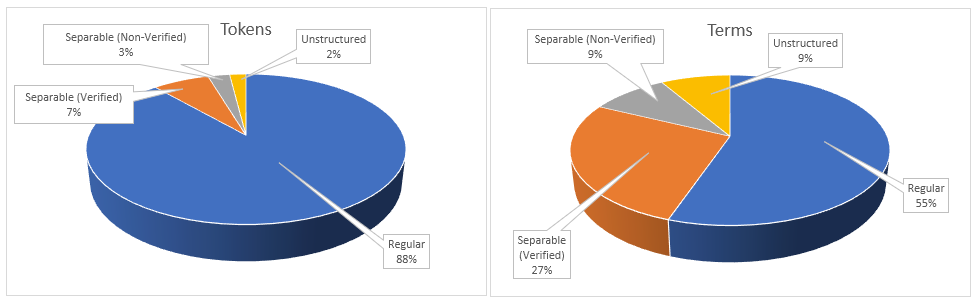 Tokens
Separable (Non-Verified)
3%
Unstructured
2%
Separable (Verified)
7%
Regular
88%
Terms
Separable (Non-Verified)
9%
Unstructured
9%
Regular
55%
Separable
(Verified)
27%